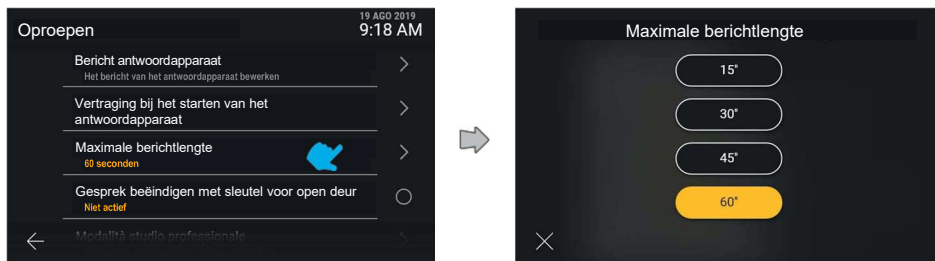 Oproepen
19 AGO 2019
9:18 AM
Bericht antwoordapparaat
Het bericht van het antwoordapparaat bewerken
Vertraging bij het starten van het
antwoordapparaat
Maximale berichtlengte
60 seconden
Gesprek beëindigen met sleutel voor open deur
Niet actief
Modalità studio professionale
Maximale berichtlengte
15"
30"
45"
60"